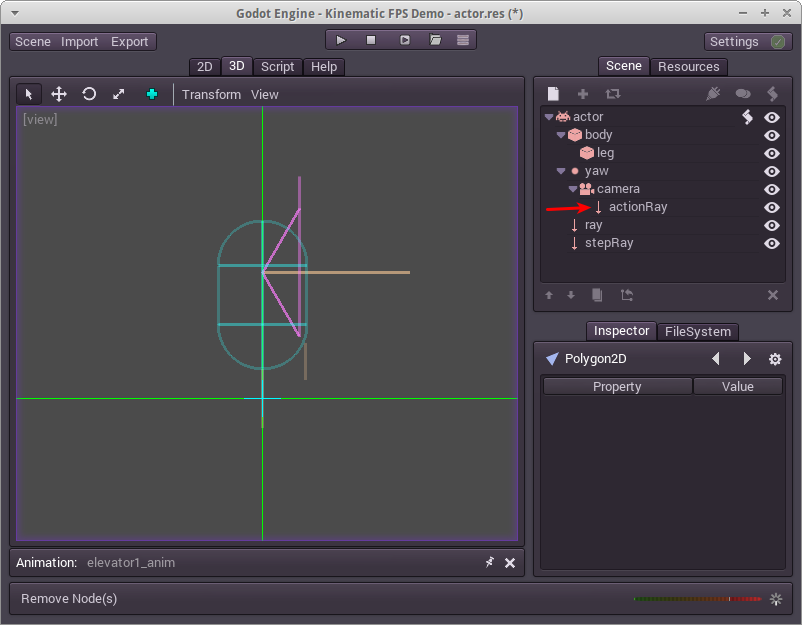 Godot Engine - Kinematic FPS Demo - actor.res (*)
Scene Import Export
Settings
2D 3D Script Help
Scene Resources
Transform View
[view]
actor
body
leg
yaw
camera
actionRay
ray
stepRay
Inspector FileSystem
Polygon2D
Property Value
Animation: elevator1_anim
Remove Node(s)